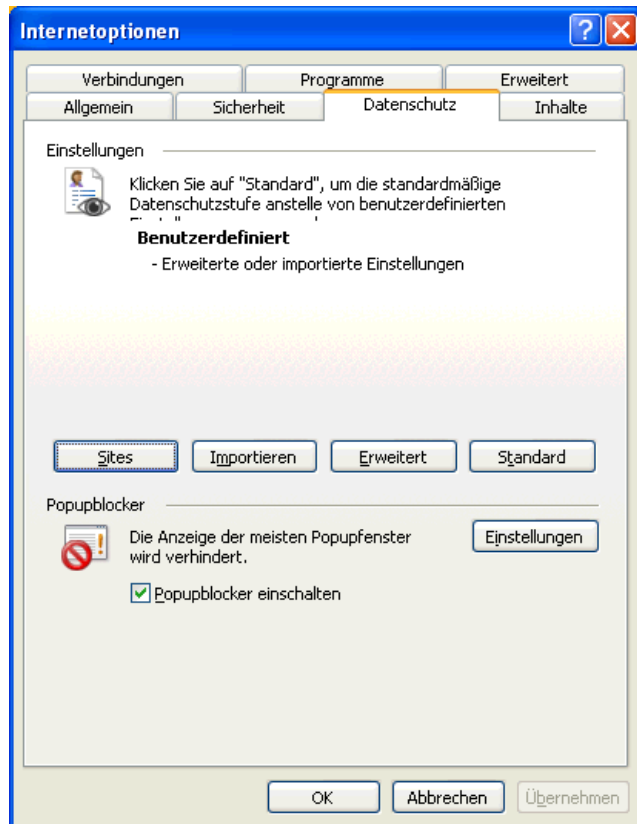 Internetoptionen
Verbindungen Programme Erweitert
Allgemein Sicherheit Datenschutz Inhalte
Einstellungen
Klicken Sie auf "Standard", um die standardmäßige
Datenschutzstufe anstelle von benutzerdefinierten
Benutzerdefiniert
- Erweiterte oder importierte Einstellungen
Sites Importieren Erweitert Standard
Popupblocker
Die Anzeige der meisten Popupfenster
wird verhindert.
Einstellungen
Popupblocker einschalten
OK Abbrechen Übernehmen